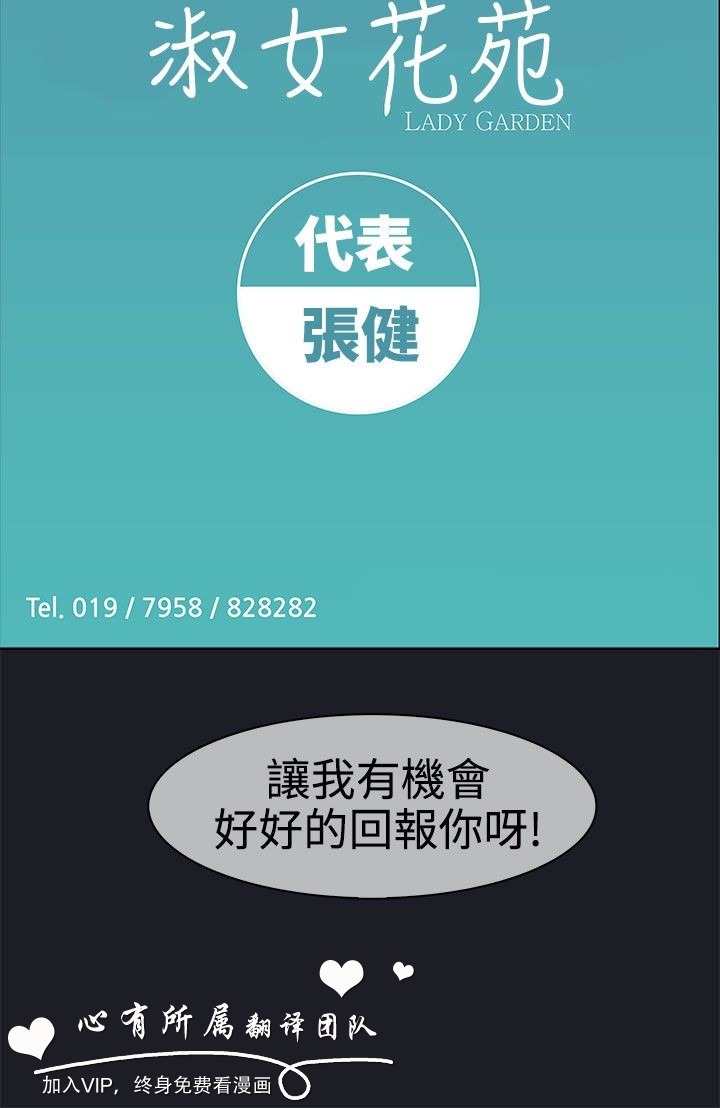 淑女花苑
LADY GARDEN
代表
張健
Tel. 019 / 7958 / 828282
讓我有機會
好好的回報你呀!
心有所属翻译团队
加入VIP，终身免费看漫画